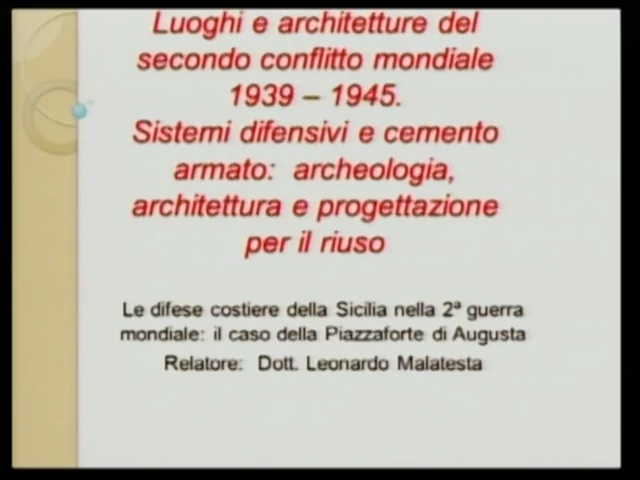 Luoghi e architetture del
secondo conflitto mondiale
1939 – 1945.
Sistemi difensivi e cemento
armato: archeologia,
architettura e progettazione
per il riuso
Le difese costiere della Sicilia nella 2ª guerra
mondiale: il caso della Piazzaforte di Augusta
Relatore: Dott. Leonardo Malatesta